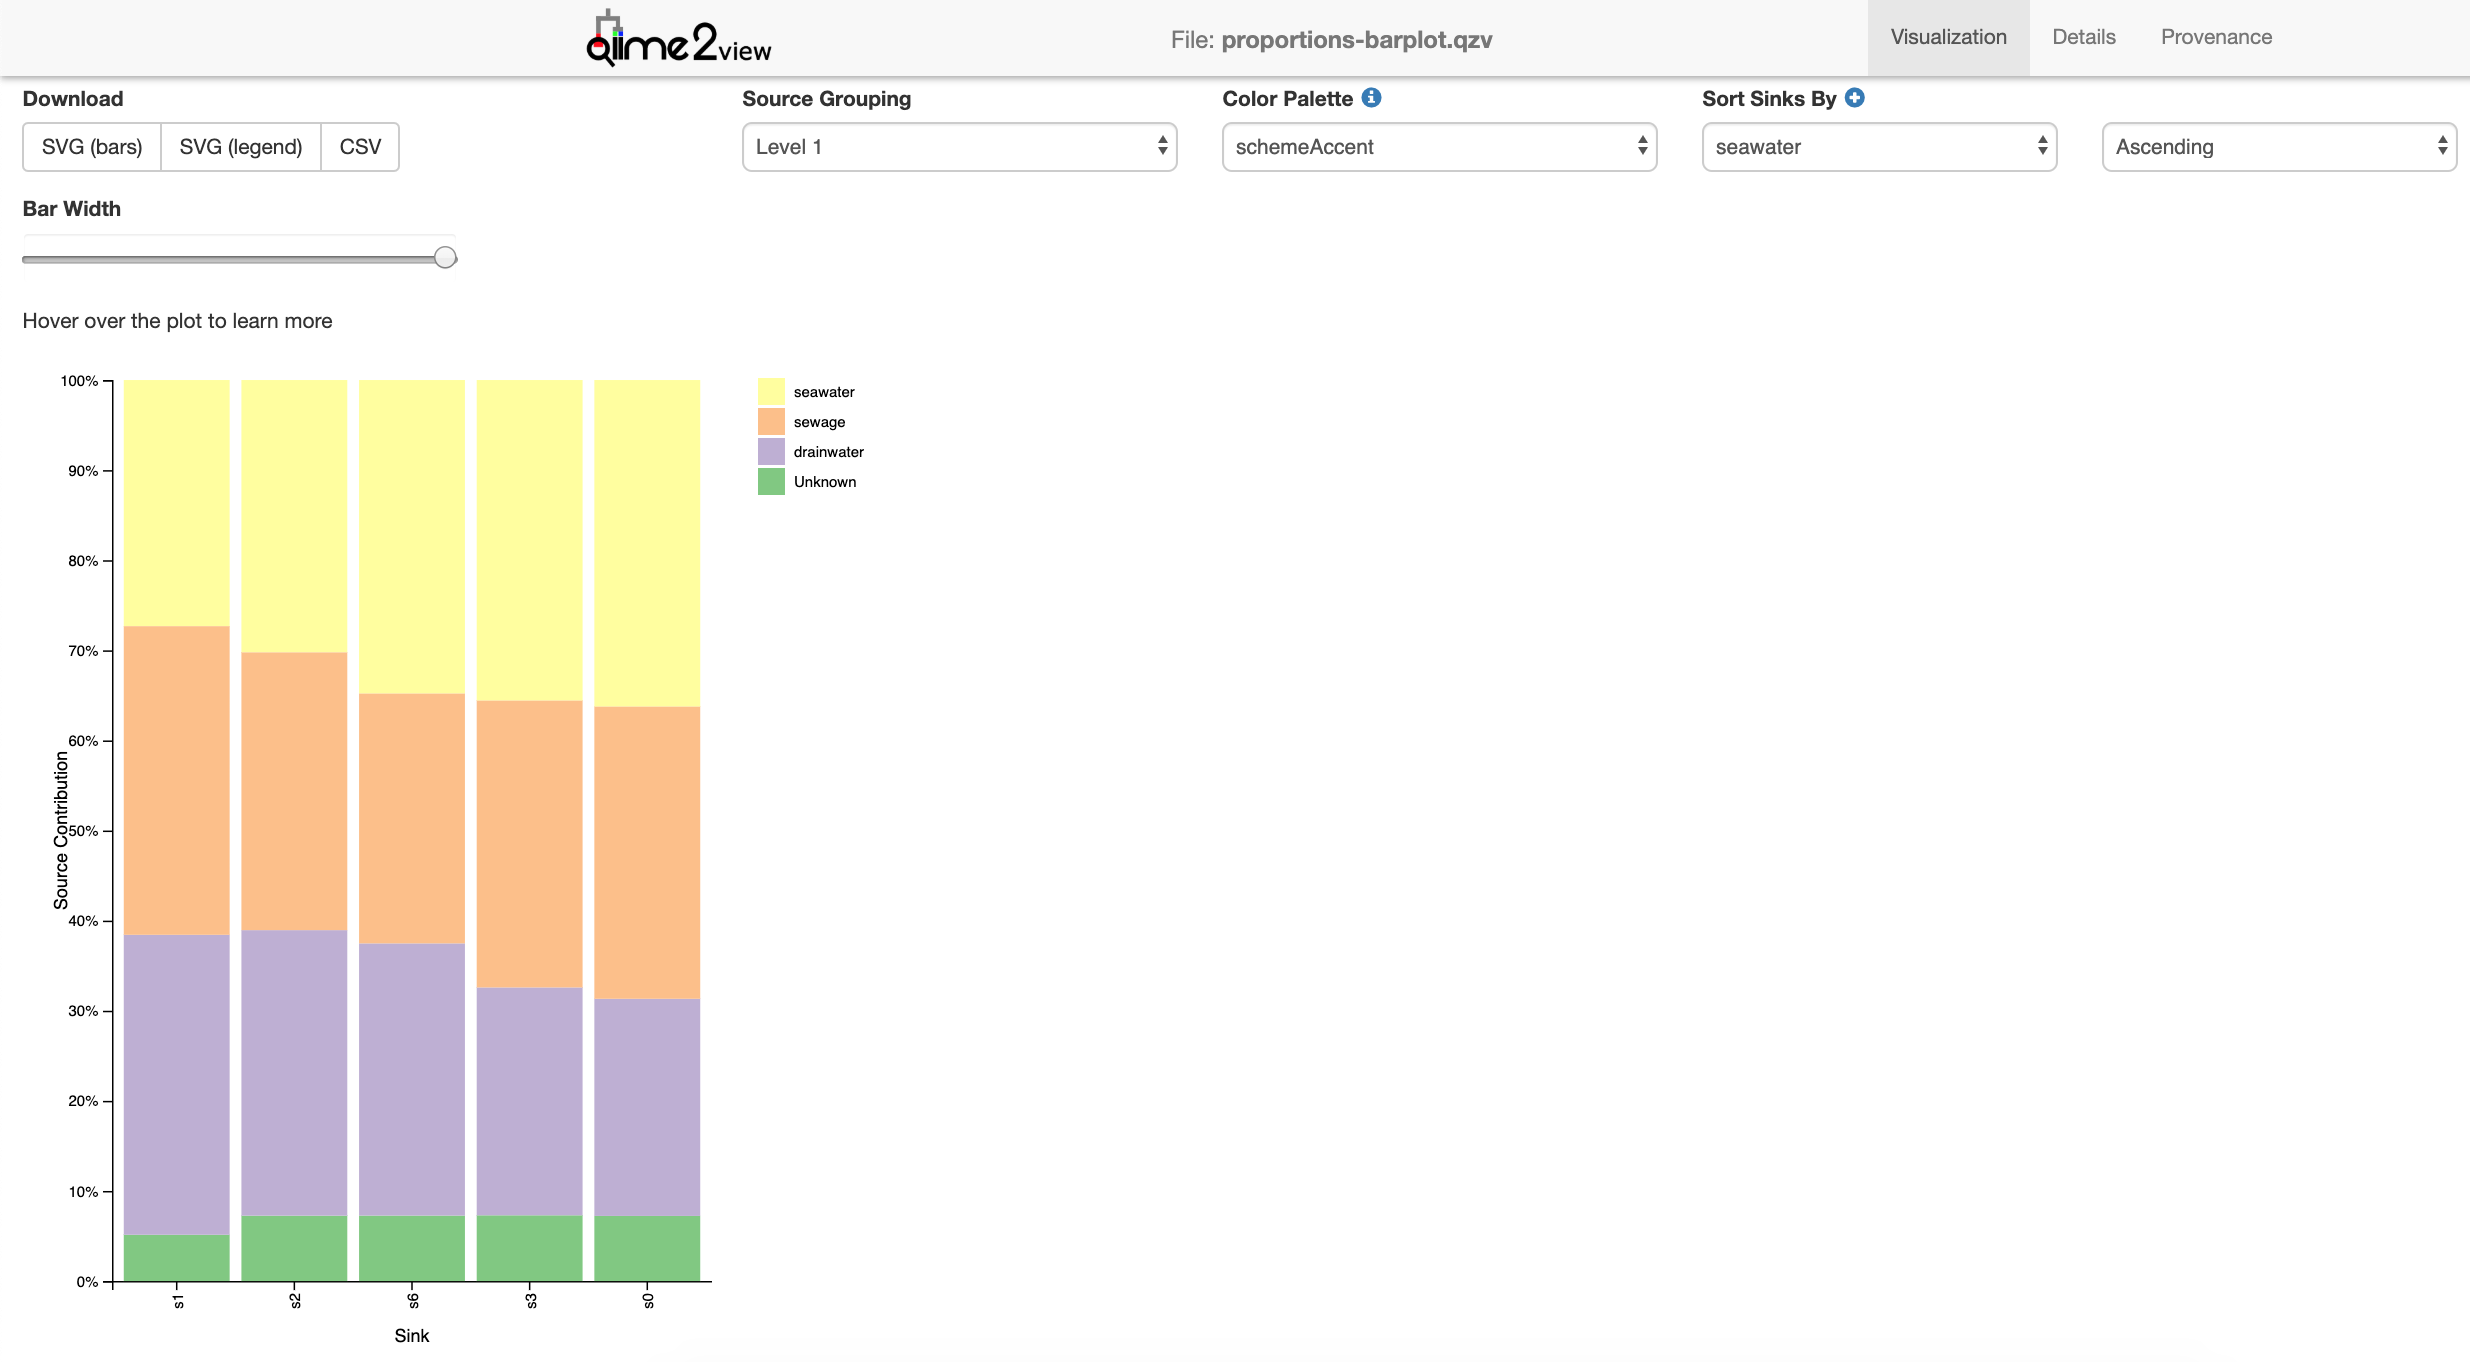 qiime2view
File: proportions-barplot.qzv
Visualization
Details
Provenance
Download
SVG (bars)
SVG (legend)
CSV
Source Grouping
Level 1
Color Palette
schemeAccent
Sort Sinks By
seawater
Ascending
Bar Width
Hover over the plot to learn more
100%
90%
80%
70%
60%
50%
40%
30%
20%
10%
0%
Source Contribution
s1
s2
s6
s3
s0
Sink
seawater
sewage
drainwater
Unknown